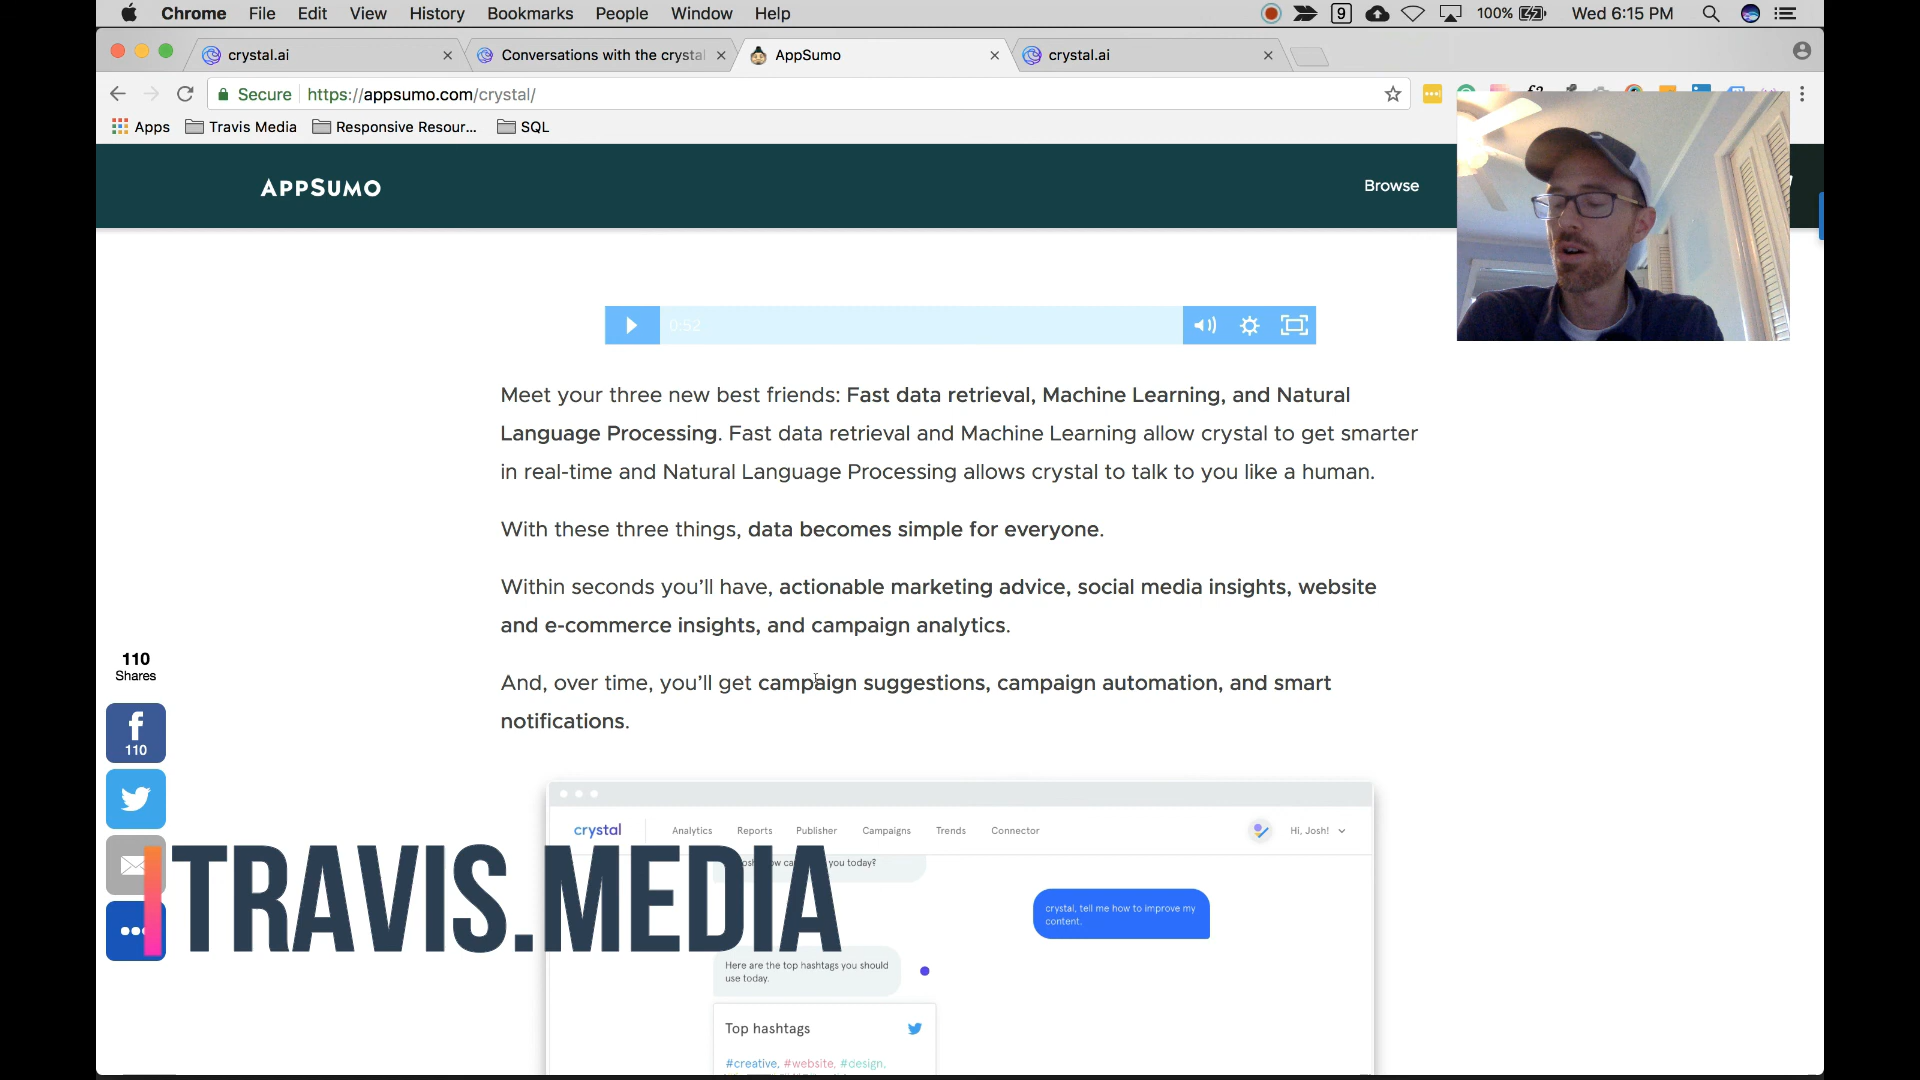 Chrome File Edit View History Bookmarks People Window Help 9 100% Wed 6:15 PM
crystal.ai Conversations with the crystal AppSumo crystal.ai
Secure https://appsumo.com/crystal/
Apps Travis Media Responsive Resour... SQL
APPSUMO Browse
0:52
Meet your three new best friends: Fast data retrieval, Machine Learning, and Natural
Language Processing. Fast data retrieval and Machine Learning allow crystal to get smarter
in real-time and Natural Language Processing allows crystal to talk to you like a human.
With these three things, data becomes simple for everyone.
Within seconds you’ll have, actionable marketing advice, social media insights, website
and e-commerce insights, and campaign analytics.
And, over time, you’ll get campaign suggestions, campaign automation, and smart
notifications.
110
Shares
110
crystal Analytics Reports Publisher Campaigns Trends Connector Hi, Josh!
you today?
crystal, tell me how to improve my
content.
TRAVIS.MEDIA
Here are the top hashtags you should
use today.
Top hashtags
#creative, #website, #design,